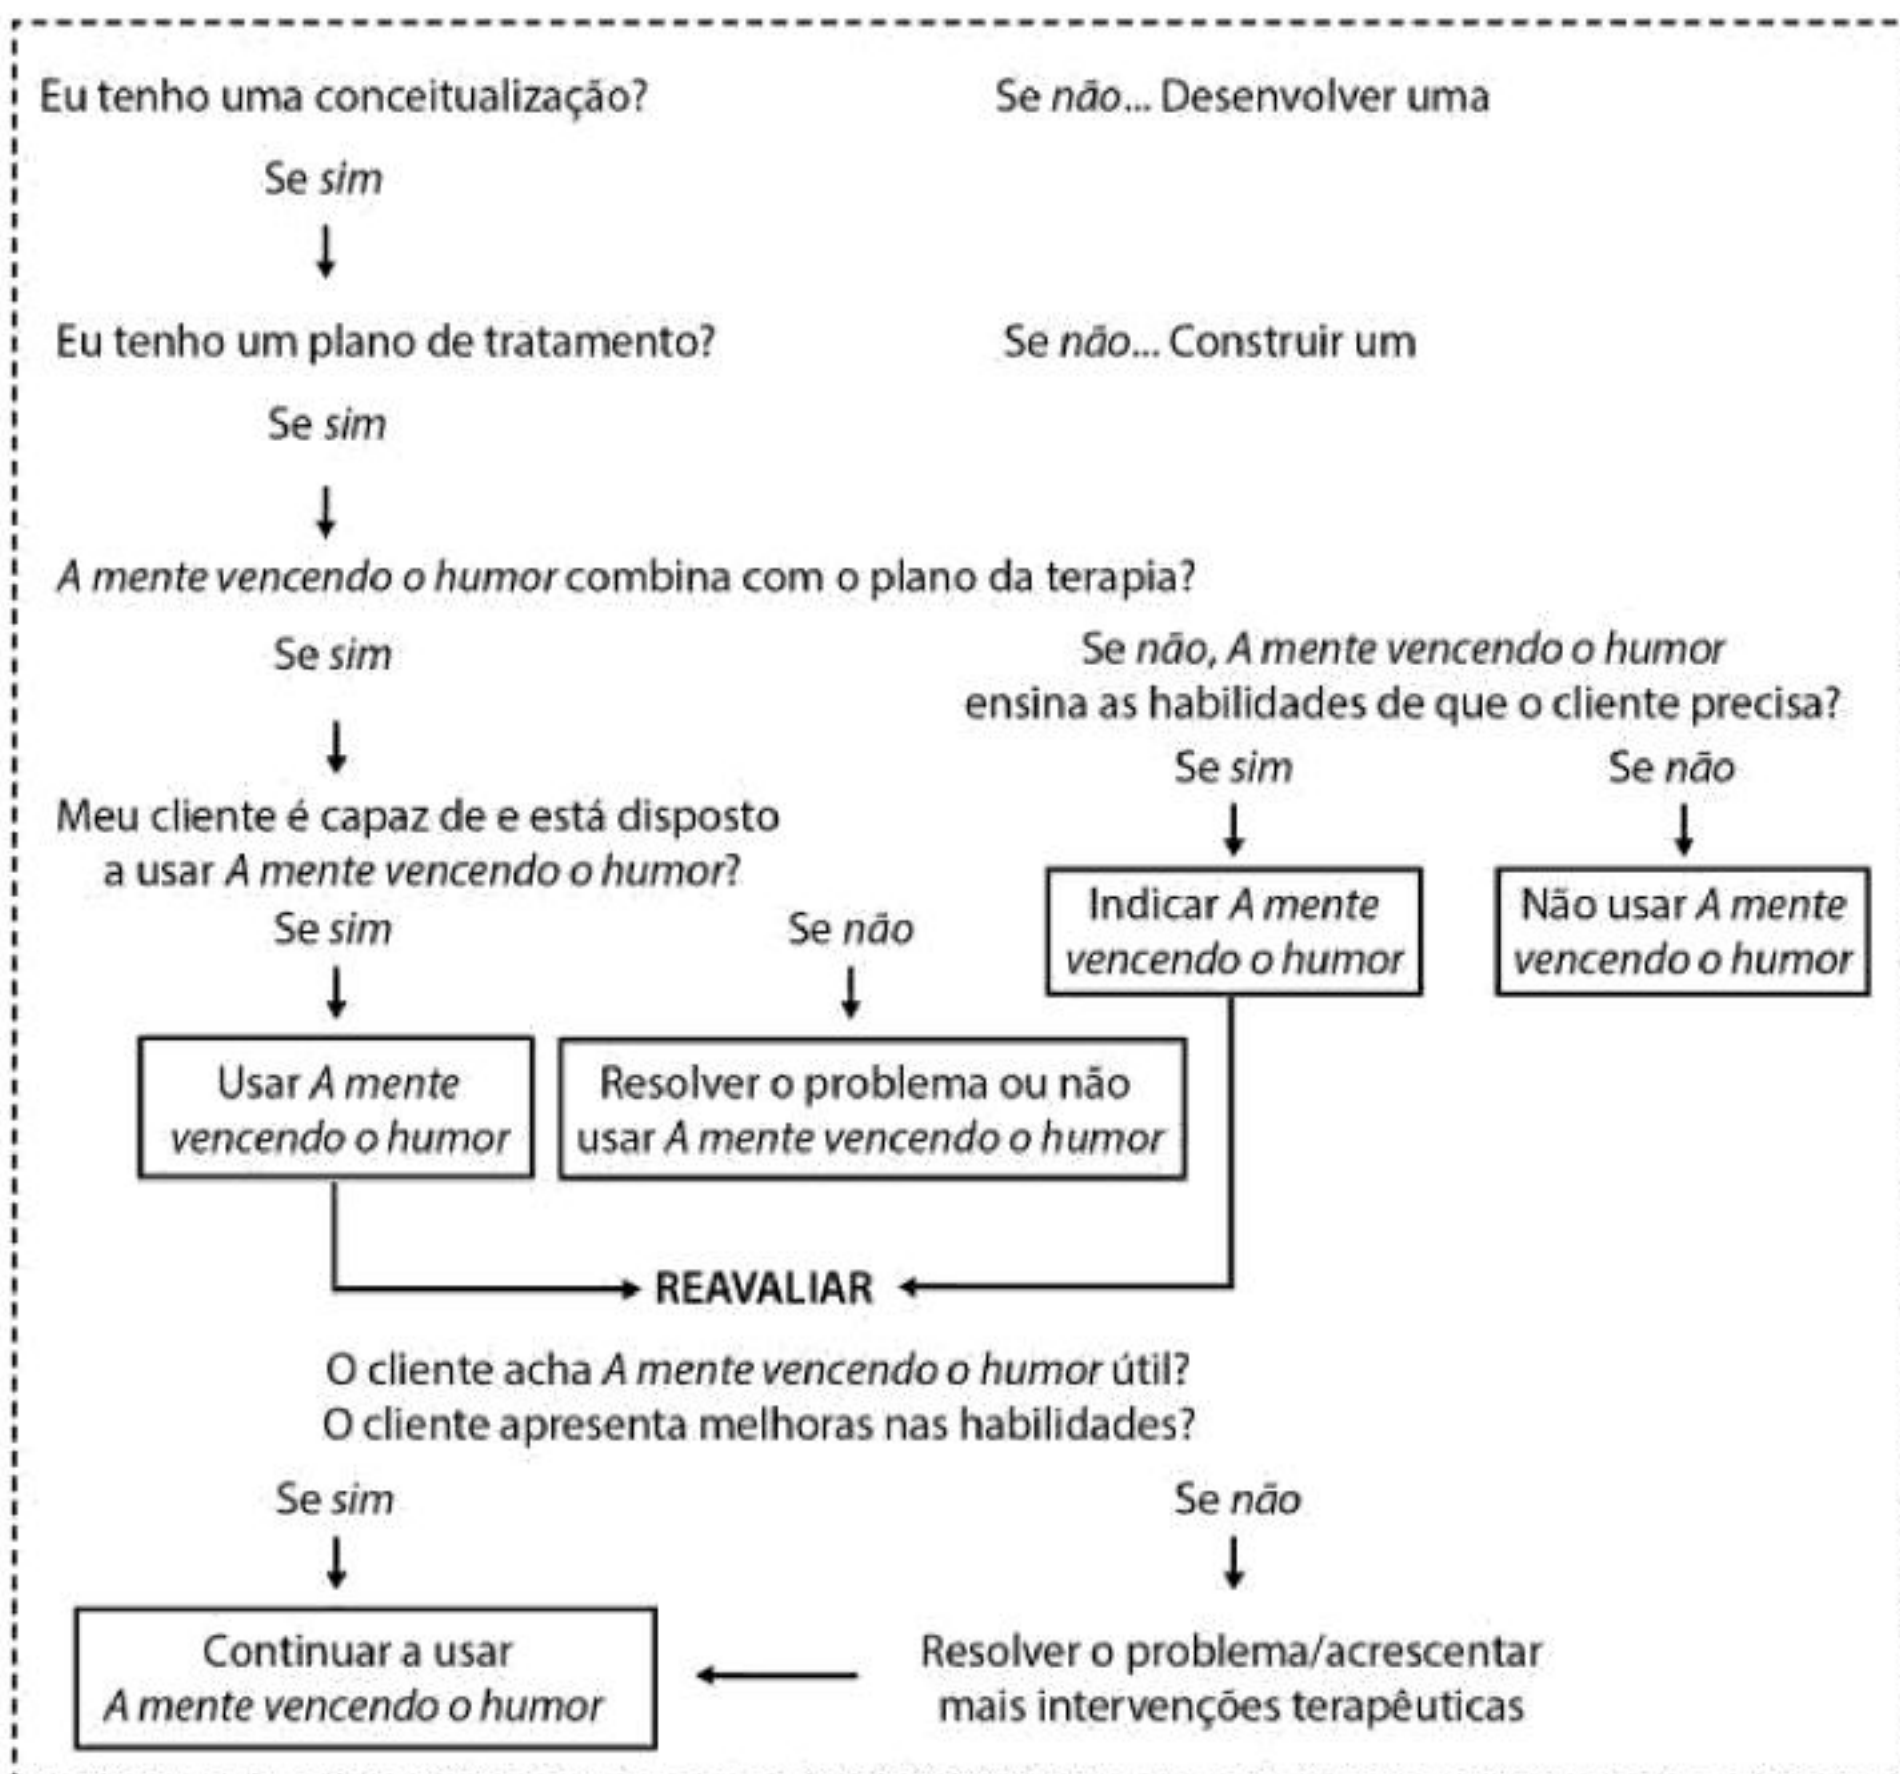 Eu tenho uma conceitualização?
Se não... Desenvolver uma
Se sim
Eu tenho um plano de tratamento?
Se não... Construir um
Se sim
A mente vencendo o humor combina com o plano da terapia?
Se sim
Se não, A mente vencendo o humor
ensina as habilidades de que o cliente precisa?
Se sim
Se não
Meu cliente é capaz de e está disposto
a usar A mente vencendo o humor?
Indicar A mente
vencendo o humor
Não usar A mente
vencendo o humor
Se sim
Se não
Usar A mente
vencendo o humor
Resolver o problema ou não
usar A mente vencendo o humor
REAVALIAR
O cliente acha A mente vencendo o humor útil?
O cliente apresenta melhoras nas habilidades?
Se sim
Se não
Continuar a usar
A mente vencendo o humor
Resolver o problema/acrescentar
mais intervenções terapêuticas